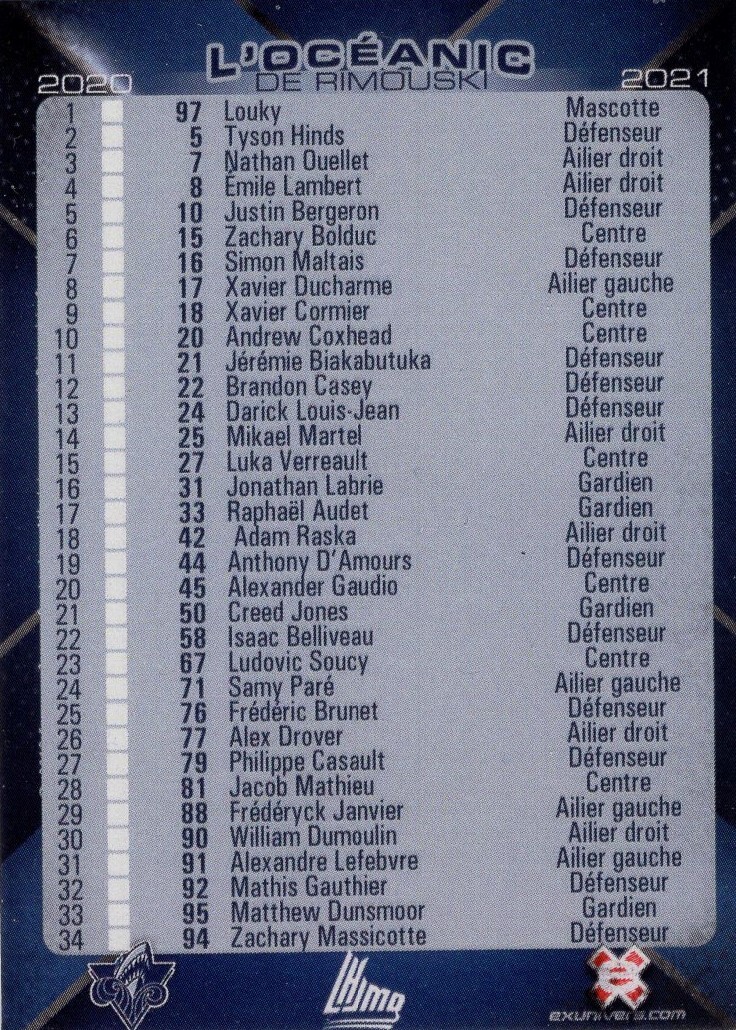 L'OCÉANIC
2020 DE RIMOUSKI 2021
1 97 Louky Mascotte
2 5 Tyson Hinds Défenseur
3 7 Nathan Ouellet Ailier droit
4 8 Émile Lambert Ailier droit
5 10 Justin Bergeron Défenseur
6 15 Zachary Bolduc Centre
7 16 Simon Maltais Défenseur
8 17 Xavier Ducharme Ailier gauche
9 18 Xavier Cormier Centre
10 20 Andrew Coxhead Centre
11 21 Jérémie Biakabutuka Défenseur
12 22 Brandon Casey Défenseur
13 24 Darick Louis-Jean Défenseur
14 25 Mikael Martel Ailier droit
15 27 Luka Verreault Centre
16 31 Jonathan Labrie Gardien
17 33 Raphaël Audet Gardien
18 42 Adam Raska Ailier droit
19 44 Anthony D'Amours Défenseur
20 45 Alexander Gaudio Centre
21 50 Creed Jones Gardien
22 58 Isaac Belliveau Défenseur
23 67 Ludovic Soucy Centre
24 71 Samy Paré Ailier gauche
25 76 Frédéric Brunet Défenseur
26 77 Alex Drover Ailier droit
27 79 Philippe Casault Défenseur
28 81 Jacob Mathieu Centre
29 88 Frédéryck Janvier Ailier gauche
30 90 William Dumoulin Ailier droit
31 91 Alexandre Lefebvre Ailier gauche
32 92 Mathis Gauthier Défenseur
33 95 Matthew Dunsmoor Gardien
34 94 Zachary Massicotte Défenseur
LHJMQ
exunivers.com